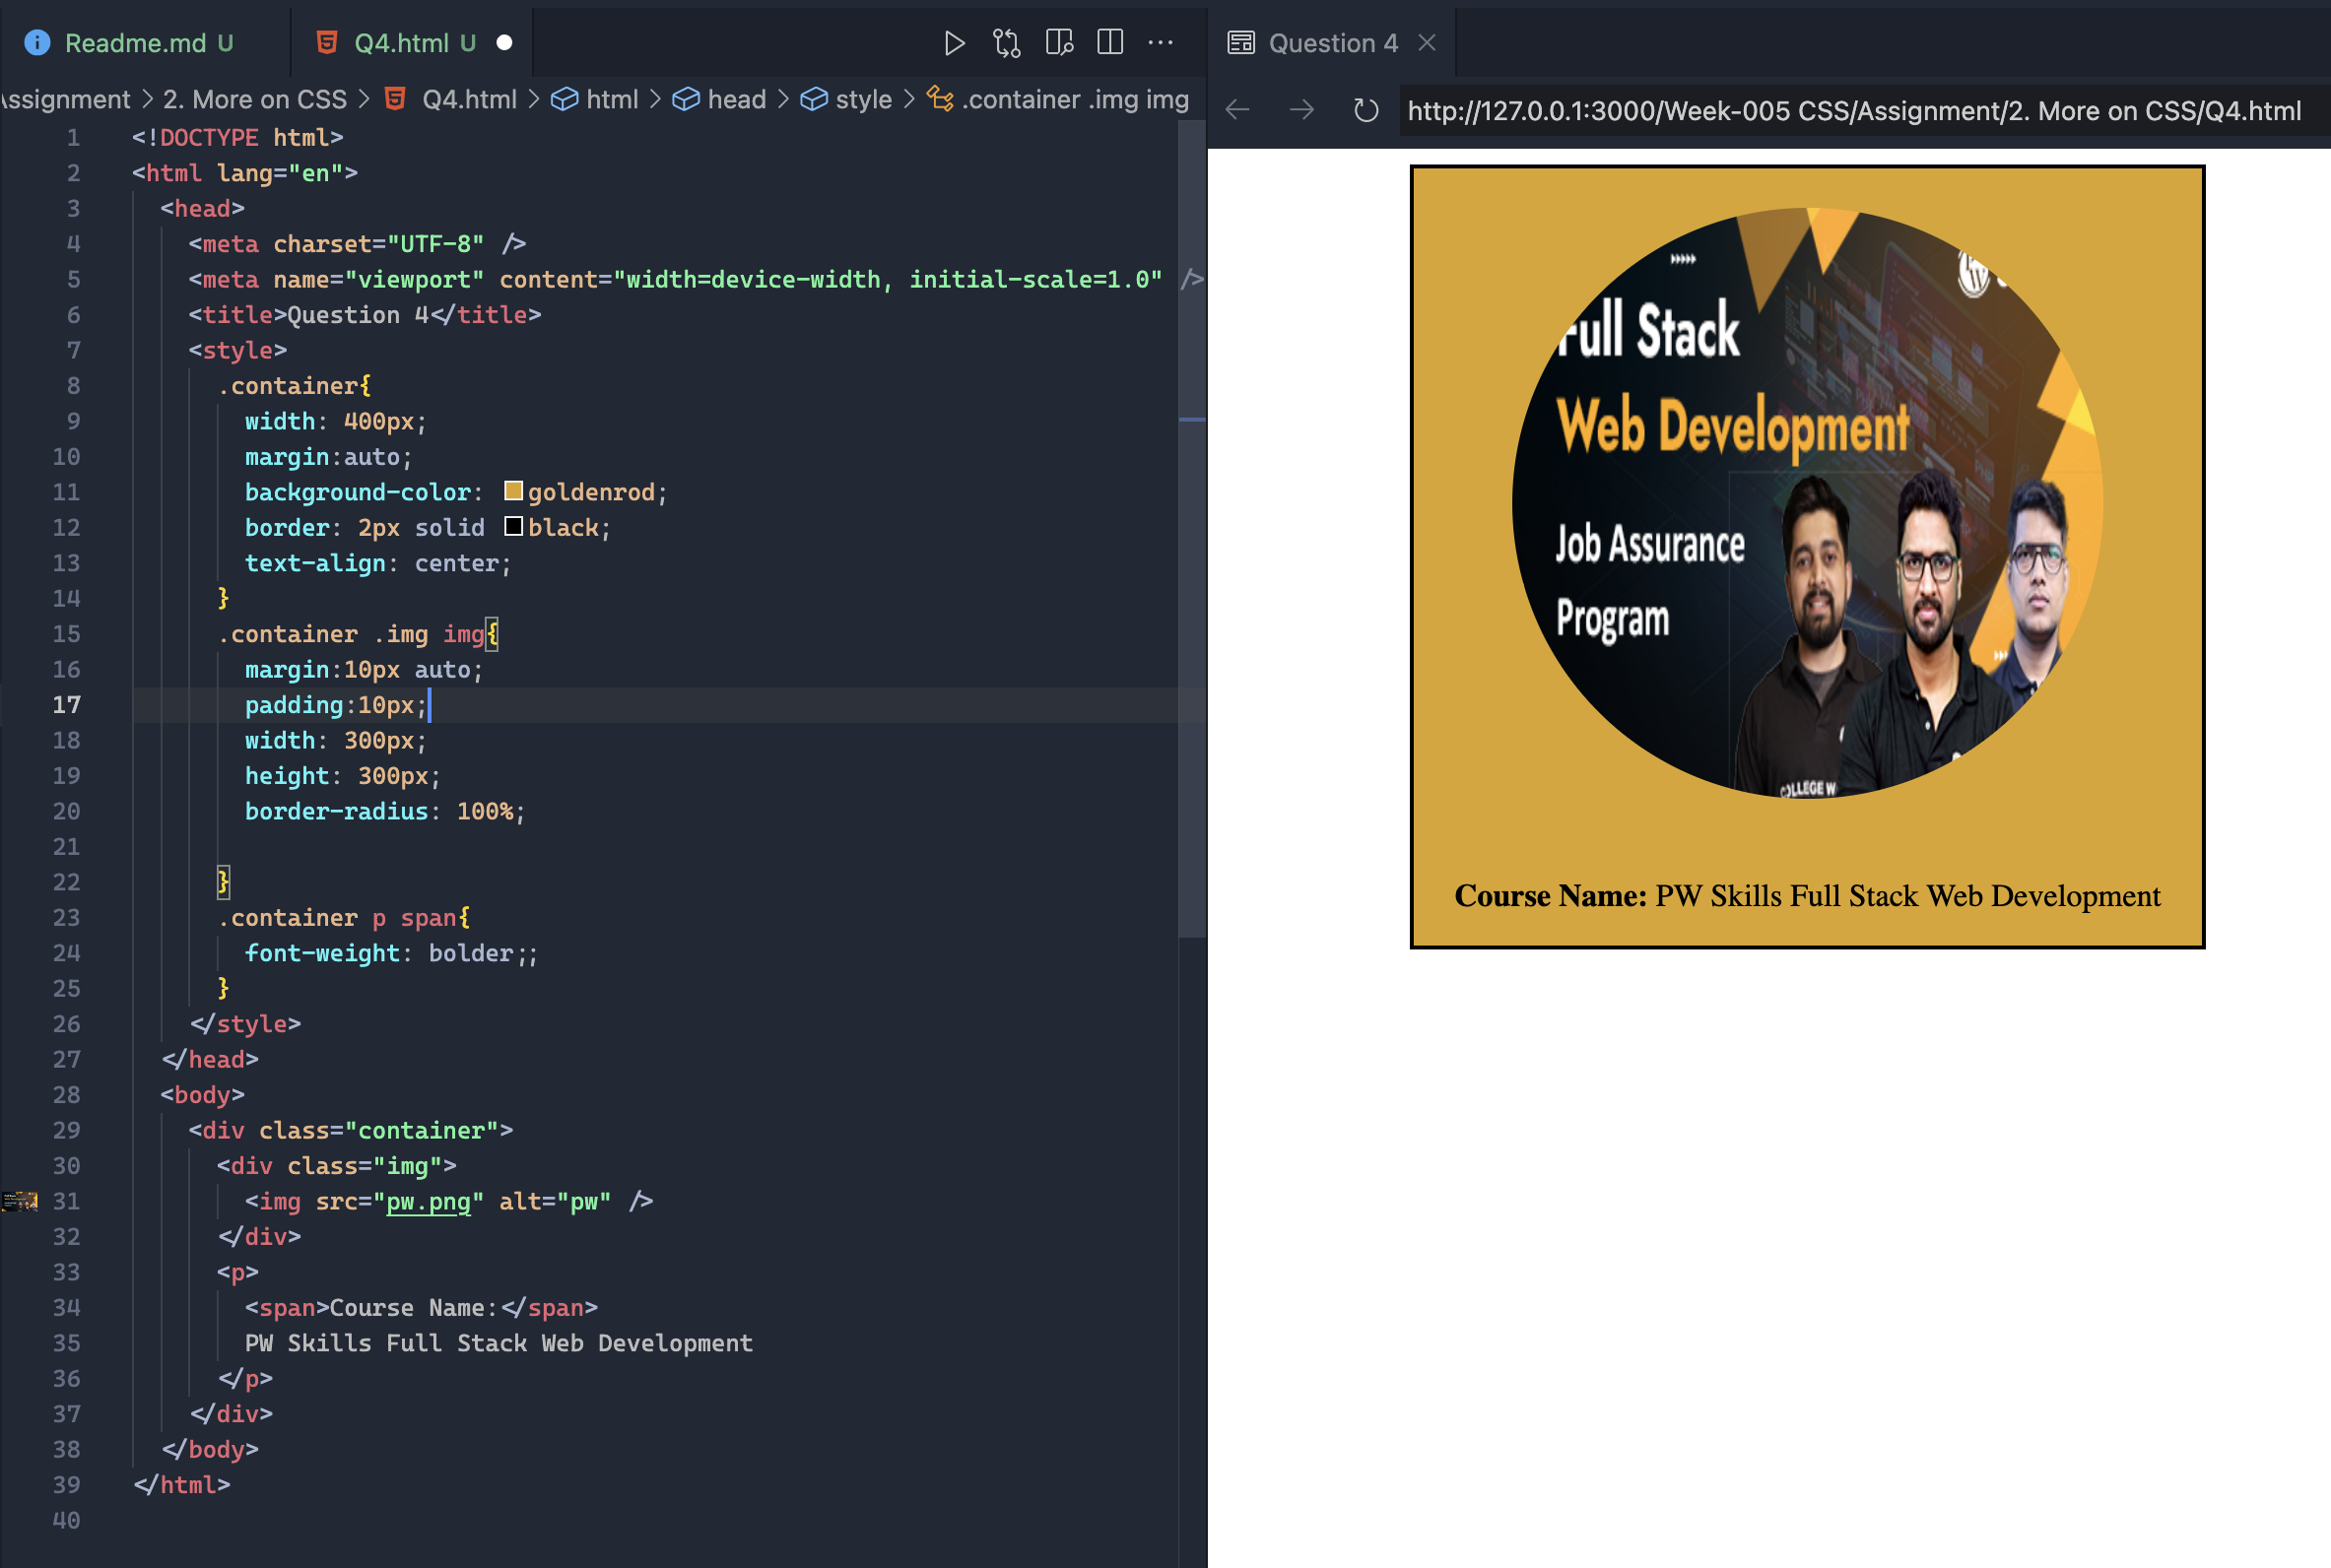 Readme.md U
Q4.html U
Question 4
Assignment > 2. More on CSS > Q4.html > html > head > style > .container .img img
http://127.0.0.1:3000/Week-005 CSS/Assignment/2. More on CSS/Q4.html
1 <!DOCTYPE html>
2 <html lang="en">
3 <head>
4 <meta charset="UTF-8" />
5 <meta name="viewport" content="width=device-width, initial-scale=1.0" />
6 <title>Question 4</title>
7 <style>
8 .container{
9 width: 400px;
10 margin:auto;
11 background-color: goldenrod;
12 border: 2px solid black;
13 text-align: center;
14 }
15 .container .img img{
16 margin:10px auto;
17 padding:10px;
18 width: 300px;
19 height: 300px;
20 border-radius: 100%;
21
22 }
23 .container p span{
24 font-weight: bolder;;
25 }
26 </style>
27 </head>
28 <body>
29 <div class="container">
30 <div class="img">
31 <img src="pw.png" alt="pw" />
32 </div>
33 <p>
34 <span>Course Name:</span>
35 PW Skills Full Stack Web Development
36 </p>
37 </div>
38 </body>
39 </html>
40
Full Stack
Web Development
Job Assurance
Program
COLLEGE W
Course Name: PW Skills Full Stack Web Development